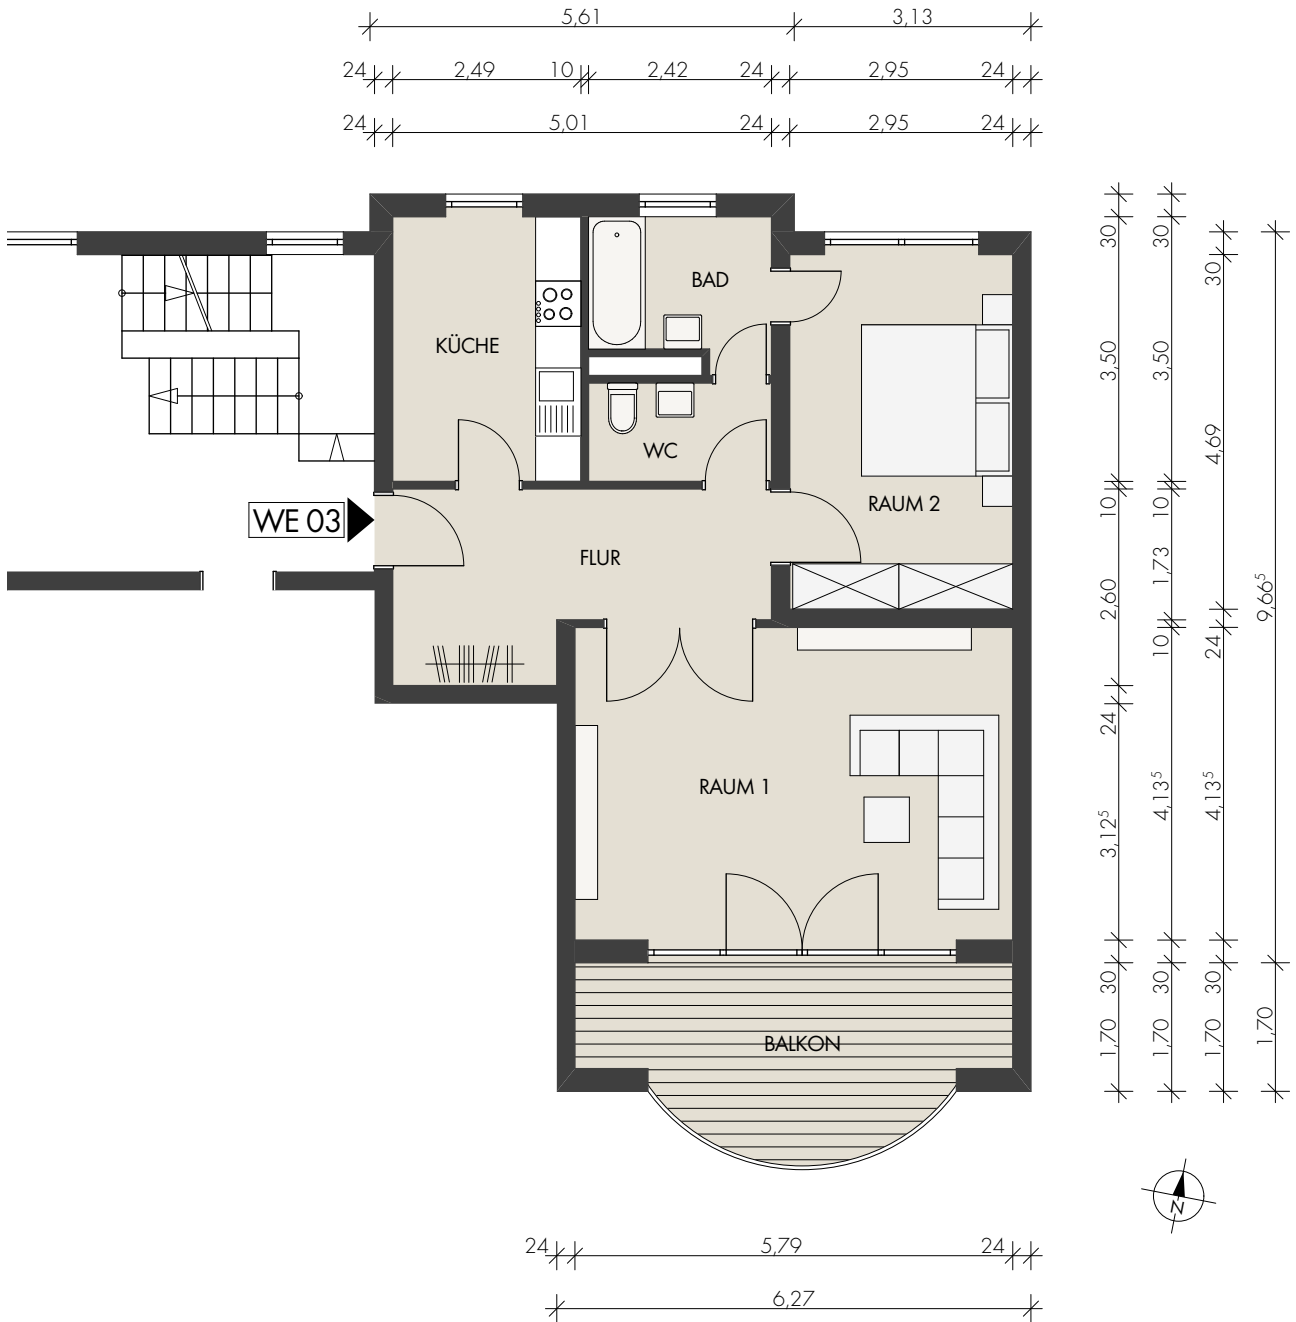 5,61 3,13
24 2,49 10 2,42 24 2,95 24
24 5,01 24 2,95 24
BAD
KÜCHE
WC
RAUM 2
WE 03
FLUR
RAUM 1
BALKON
30 3,50 10 2,60 24 3,12⁵ 30 1,70
30 3,50 10 1,73 10 4,13⁵ 30 1,70
30 4,69 24 4,13⁵ 30 1,70
9,66⁵ 1,70
N
24 5,79 24
6,27